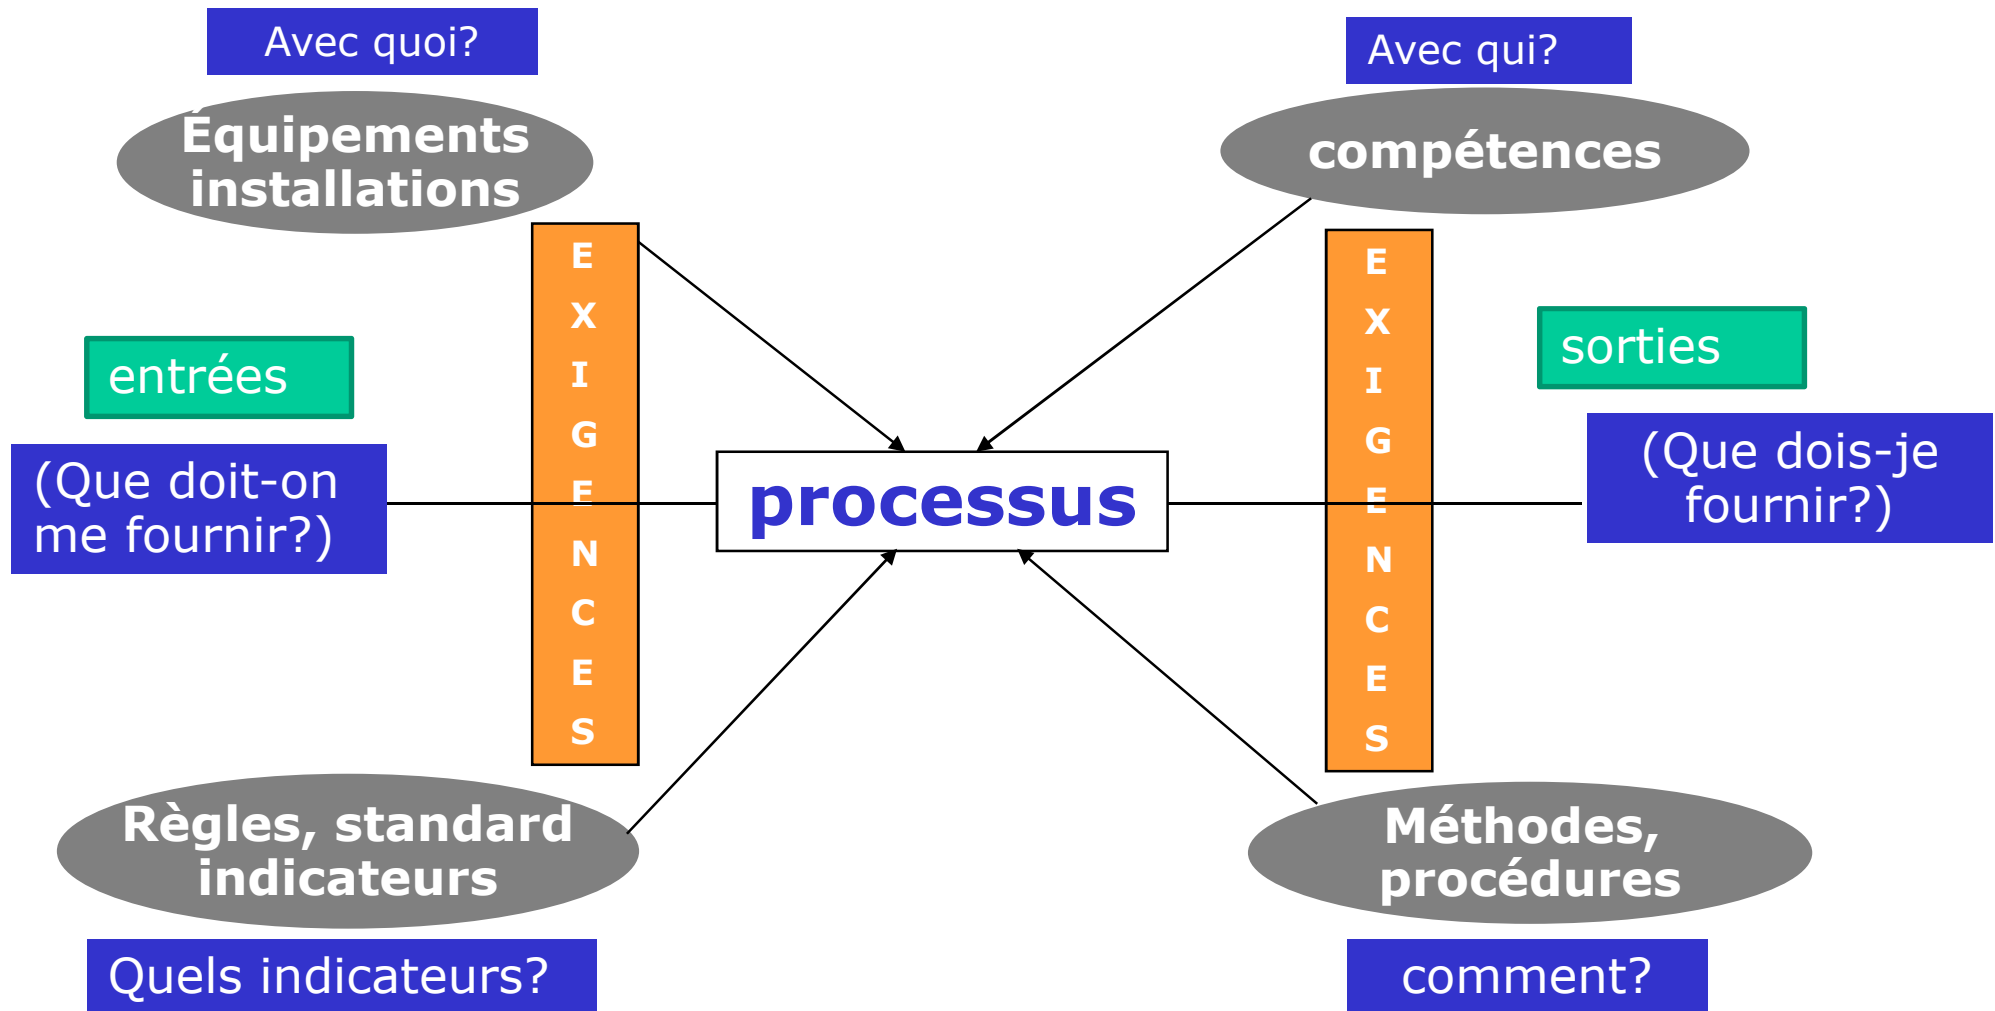 Avec quoi?
Avec qui?
Équipements
installations
compétences
E
X
I
G
E
N
C
E
S
E
X
I
G
E
N
C
E
S
entrées
sorties
(Que doit-on
me fournir?)
processus
(Que dois-je
fournir?)
Règles, standard
indicateurs
Méthodes,
procédures
Quels indicateurs?
comment?